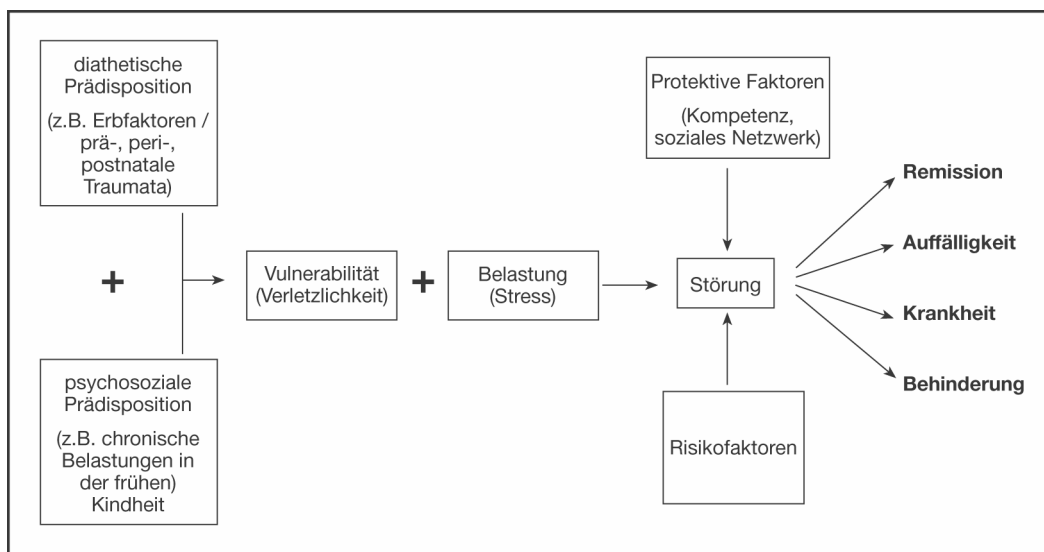 diathetische
Prädisposition
(z.B. Erbfaktoren /
prä-, peri-,
postnatale
Traumata)
+
psychosoziale
Prädisposition
(z.B. chronische
Belastungen in
der frühen)
Kindheit
Vulnerabilität
(Verletzlichkeit)
+
Belastung
(Stress)
Protektive Faktoren
(Kompetenz,
soziales Netzwerk)
Störung
Risikofaktoren
Remission
Auffälligkeit
Krankheit
Behinderung